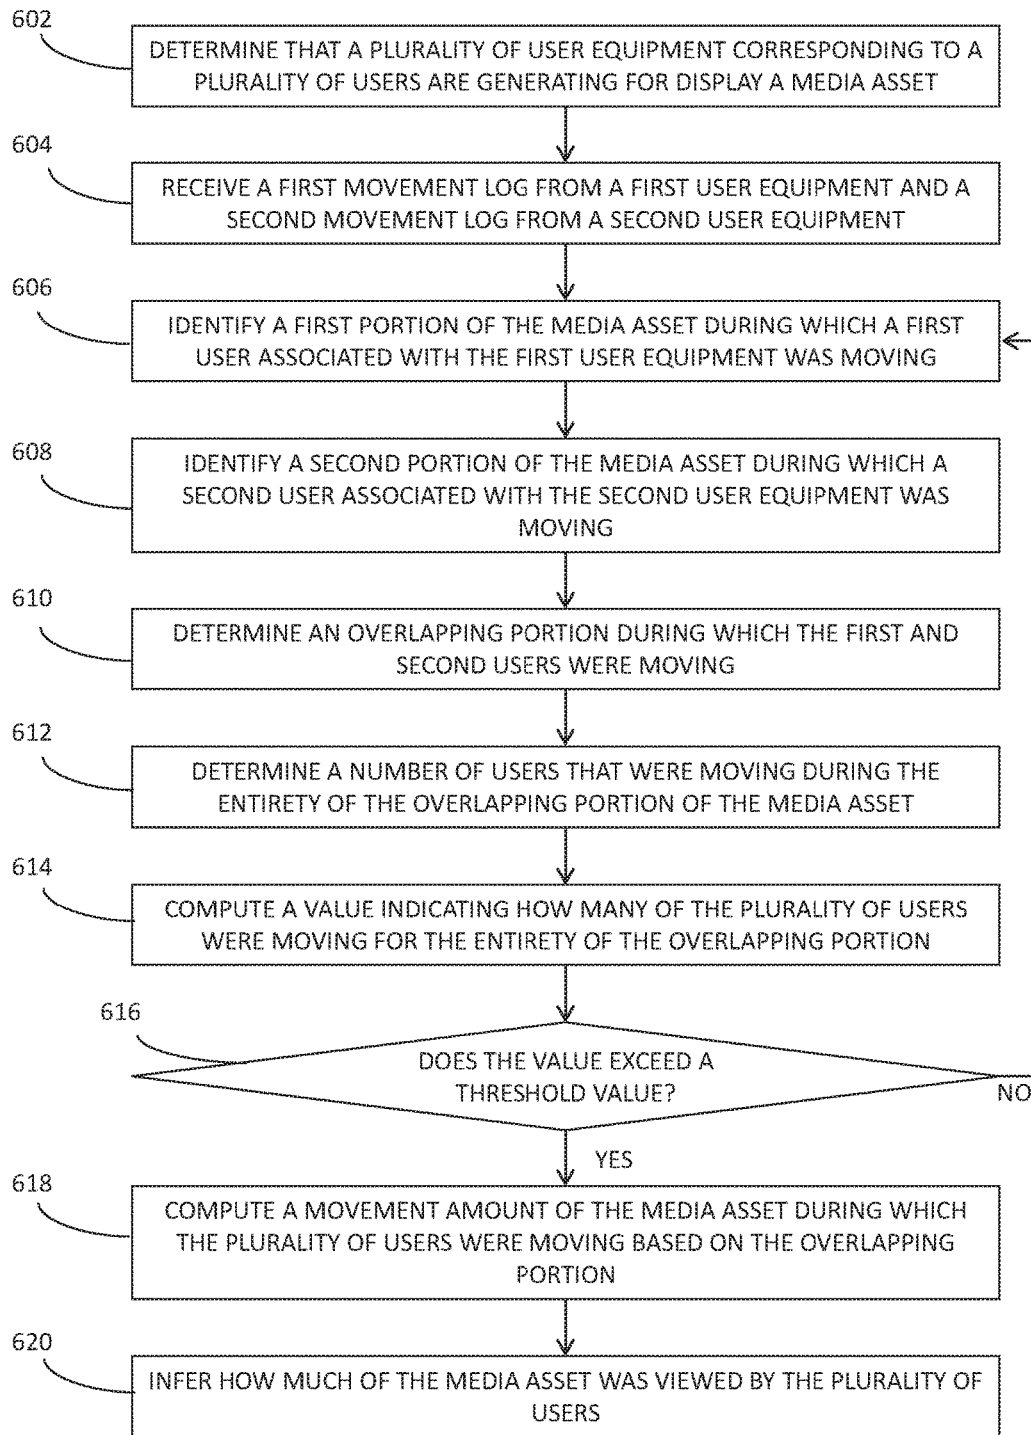 602
DETERMINE THAT A PLURALITY OF USER EQUIPMENT CORRESPONDING TO A
PLURALITY OF USERS ARE GENERATING FOR DISPLAY A MEDIA ASSET
604
RECEIVE A FIRST MOVEMENT LOG FROM A FIRST USER EQUIPMENT AND A
SECOND MOVEMENT LOG FROM A SECOND USER EQUIPMENT
606
IDENTIFY A FIRST PORTION OF THE MEDIA ASSET DURING WHICH A FIRST
USER ASSOCIATED WITH THE FIRST USER EQUIPMENT WAS MOVING
608
IDENTIFY A SECOND PORTION OF THE MEDIA ASSET DURING WHICH A
SECOND USER ASSOCIATED WITH THE SECOND USER EQUIPMENT WAS
MOVING
610
DETERMINE AN OVERLAPPING PORTION DURING WHICH THE FIRST AND
SECOND USERS WERE MOVING
612
DETERMINE A NUMBER OF USERS THAT WERE MOVING DURING THE
ENTIRETY OF THE OVERLAPPING PORTION OF THE MEDIA ASSET
614
COMPUTE A VALUE INDICATING HOW MANY OF THE PLURALITY OF USERS
WERE MOVING FOR THE ENTIRETY OF THE OVERLAPPING PORTION
616
DOES THE VALUE EXCEED A
THRESHOLD VALUE?
NO
YES
618
COMPUTE A MOVEMENT AMOUNT OF THE MEDIA ASSET DURING WHICH
THE PLURALITY OF USERS WERE MOVING BASED ON THE OVERLAPPING
PORTION
620
INFER HOW MUCH OF THE MEDIA ASSET WAS VIEWED BY THE PLURALITY OF
USERS